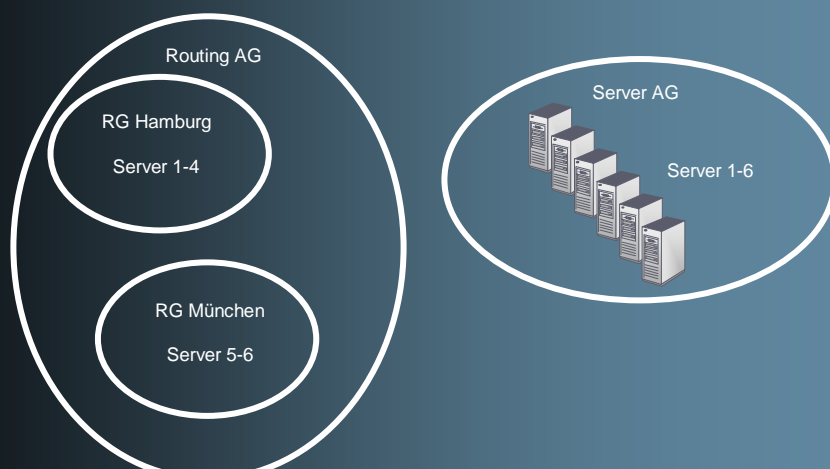 Routing AG
RG Hamburg
Server 1-4
RG München
Server 5-6
Server AG
Server 1-6